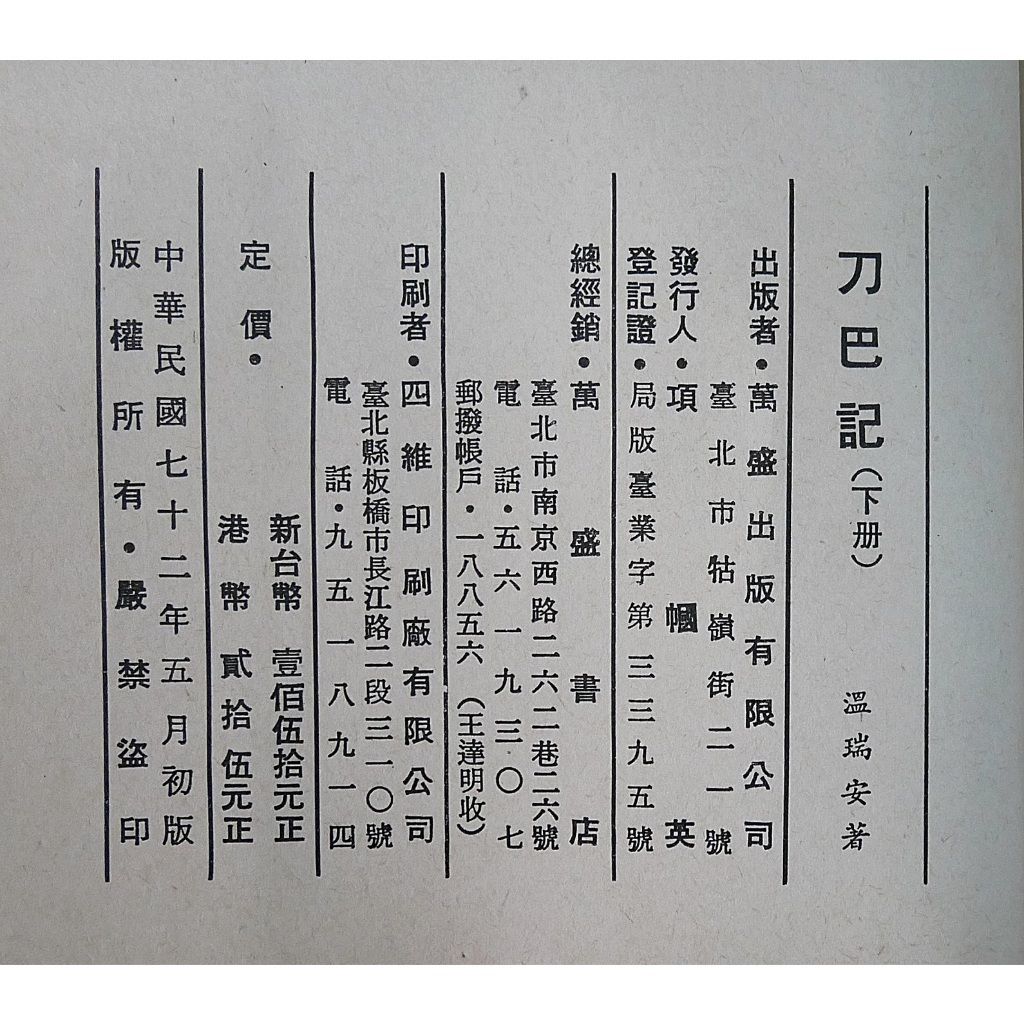 刀巴記（下册） 溫瑞安著
出版者•萬盛出版有限公司
臺北市牯嶺街二一號
發行人•項幗英
登記證•局版臺業字第三三九五號
總經銷•萬盛書店
臺北市南京西路二六二巷二六號
電話•五六一九三〇七
郵撥帳戶•一八八五六（王達明收）
印刷者•四維印刷廠有限公司
臺北縣板橋市長江路二段三一〇號
電話•九五一八九一四
定價•新台幣壹佰伍拾元正
港幣貳拾伍元正
中華民國七十二年五月初版
版權所有•嚴禁盜印